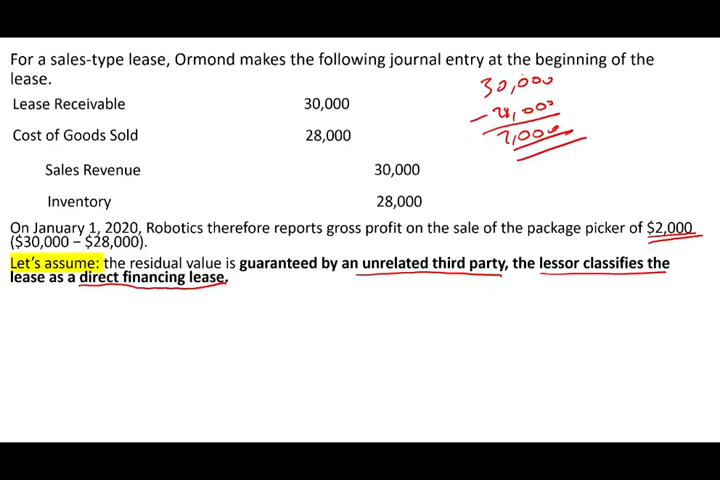 For a sales-type lease, Ormond makes the following journal entry at the beginning of the
lease.
30,000
Lease Receivable 30,000
- 28,000
Cost of Goods Sold 28,000
2,000
Sales Revenue 30,000
Inventory 28,000
On January 1, 2020, Robotics therefore reports gross profit on the sale of the package picker of $2,000
($30,000 – $28,000).
Let's assume: the residual value is guaranteed by an unrelated third party, the lessor classifies the
lease as a direct financing lease.